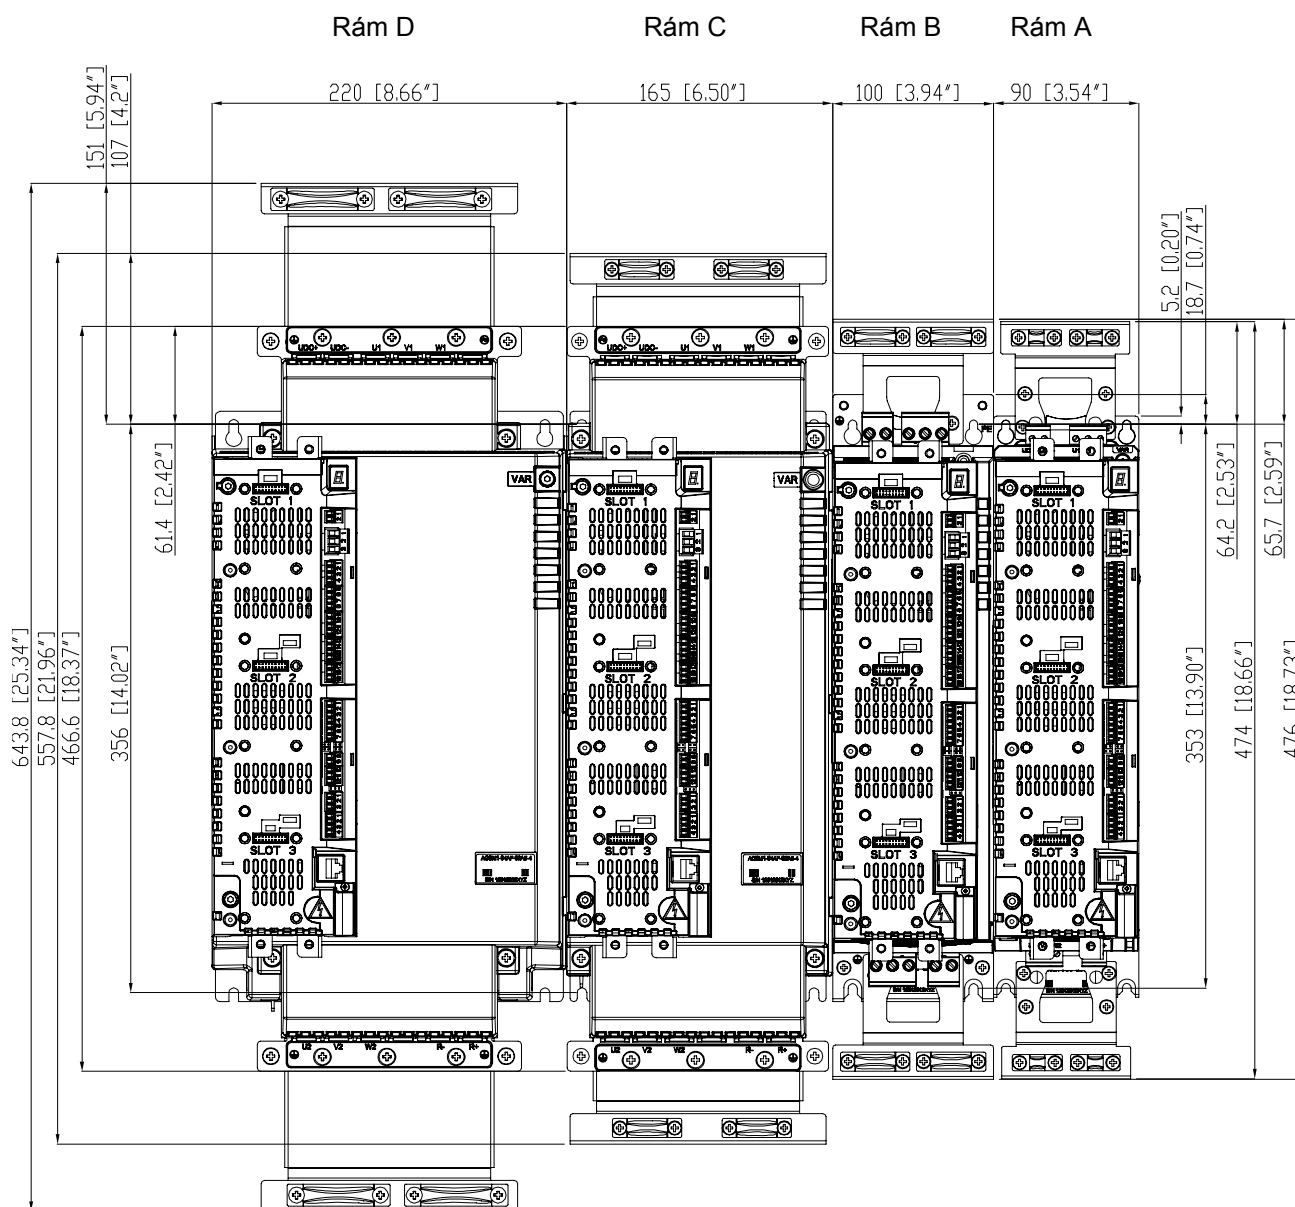 Rám D
Rám C
Rám B
Rám A
220 [8.66″]
165 [6.50″]
100 [3.94″]
90 [3.54″]
151 [5.94″]
107 [4.2″]
5.2 [0.20″]
18.7 [0.74″]
UDC+ UDC- U1 V1 W1
UDC+ UDC- U1 V1 W1
61.4 [2.42″]
64.2 [2.53″]
65.7 [2.59″]
VAR
VAR
SLOT 1
SLOT 1
SLOT 1
SLOT 1
643.8 [25.34″]
557.8 [21.96″]
466.6 [18.37″]
356 [14.02″]
353 [13.90″]
474 [18.66″]
476 [18.73″]
SLOT 2
SLOT 2
SLOT 2
SLOT 2
SLOT 3
SLOT 3
SLOT 3
SLOT 3
U2 V2 W2 R- R+
U2 V2 W2 R- R+